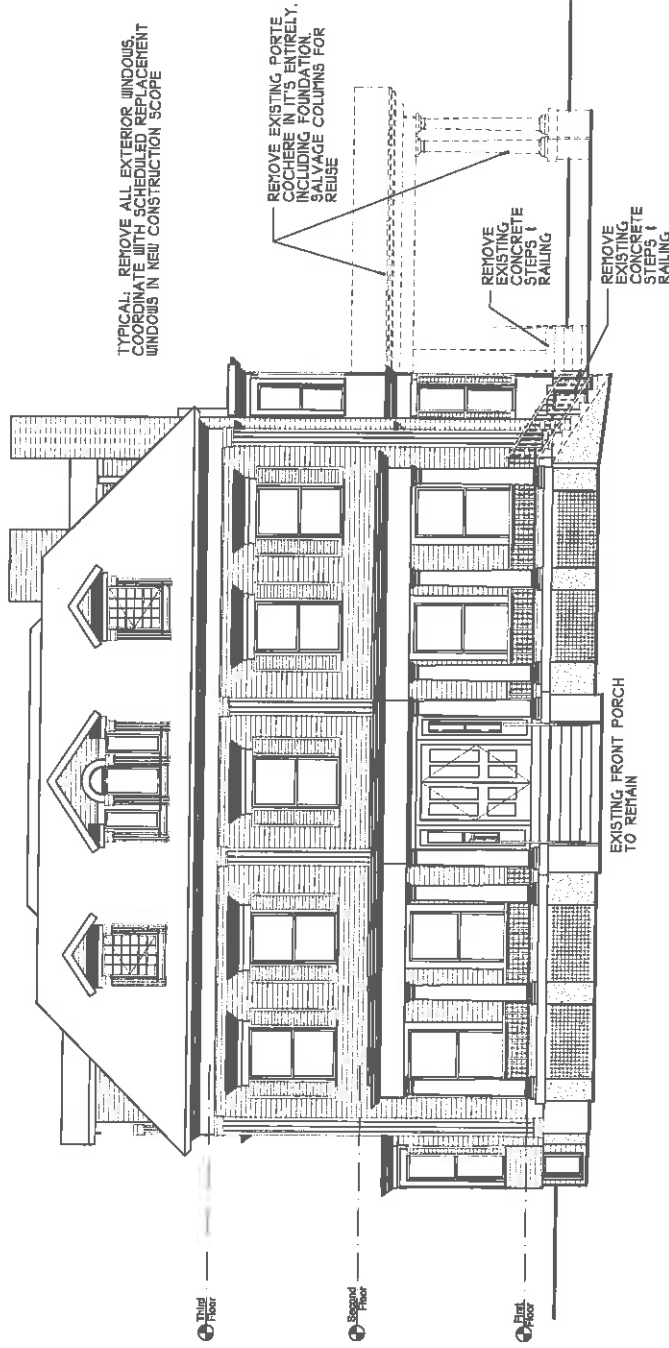 TYPICAL: REMOVE ALL EXTERIOR WINDOWS.
COORDINATE WITH SCHEDULED REPLACEMENT
WINDOWS IN NEW CONSTRUCTION SCOPE
REMOVE EXISTING PORTE
COCHERE IN IT'S ENTIRELY.
INCLUDING FOUNDATION.
SALVAGE COLUMNS FOR
REUSE
REMOVE
EXISTING
CONCRETE
STEPS &
RAILING
REMOVE
EXISTING
CONCRETE
STEPS &
RAILING
EXISTING FRONT PORCH
TO REMAIN
Third
Floor
Second
Floor
First
Floor